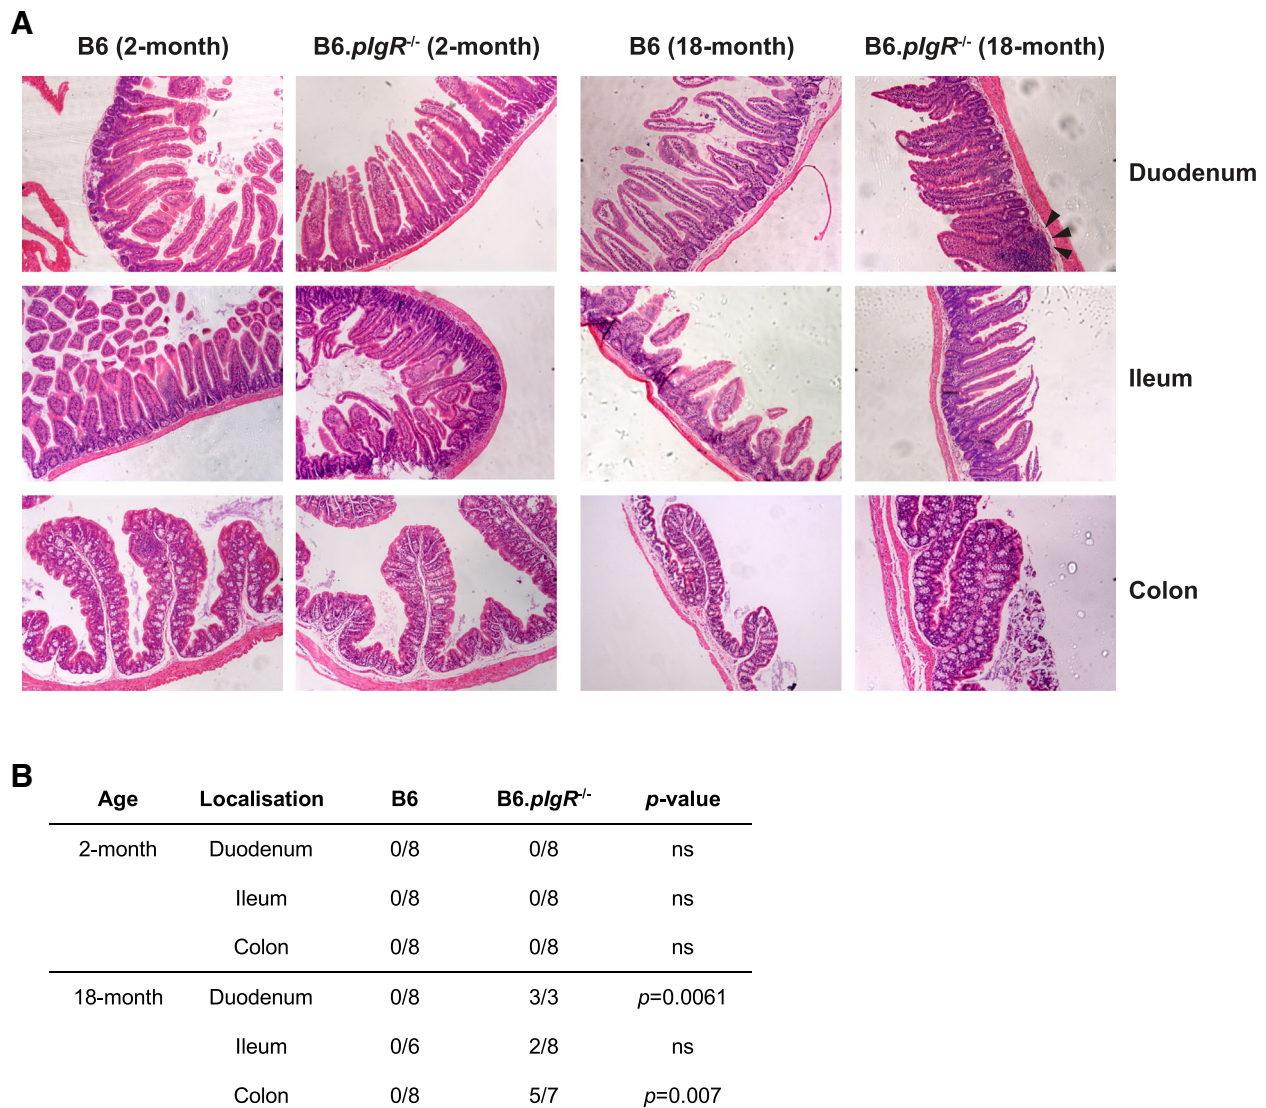 A
B6 (2-month) B6.pIgR-/- (2-month) B6 (18-month) B6.pIgR-/- (18-month)
Duodenum
Ileum
Colon
B
Age Localisation B6 B6.pIgR-/- p-value
2-month Duodenum 0/8 0/8 ns
Ileum 0/8 0/8 ns
Colon 0/8 0/8 ns
18-month Duodenum 0/8 3/3 p=0.0061
Ileum 0/6 2/8 ns
Colon 0/8 5/7 p=0.007